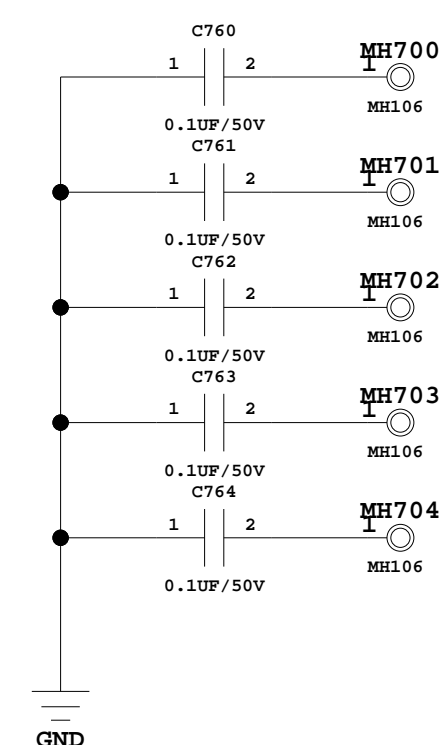 C760
1 2 MH700
1
MH106
0.1UF/50V
C761
1 2 MH701
1
MH106
0.1UF/50V
C762
1 2 MH702
1
MH106
0.1UF/50V
C763
1 2 MH703
1
MH106
0.1UF/50V
C764
1 2 MH704
1
MH106
0.1UF/50V
GND